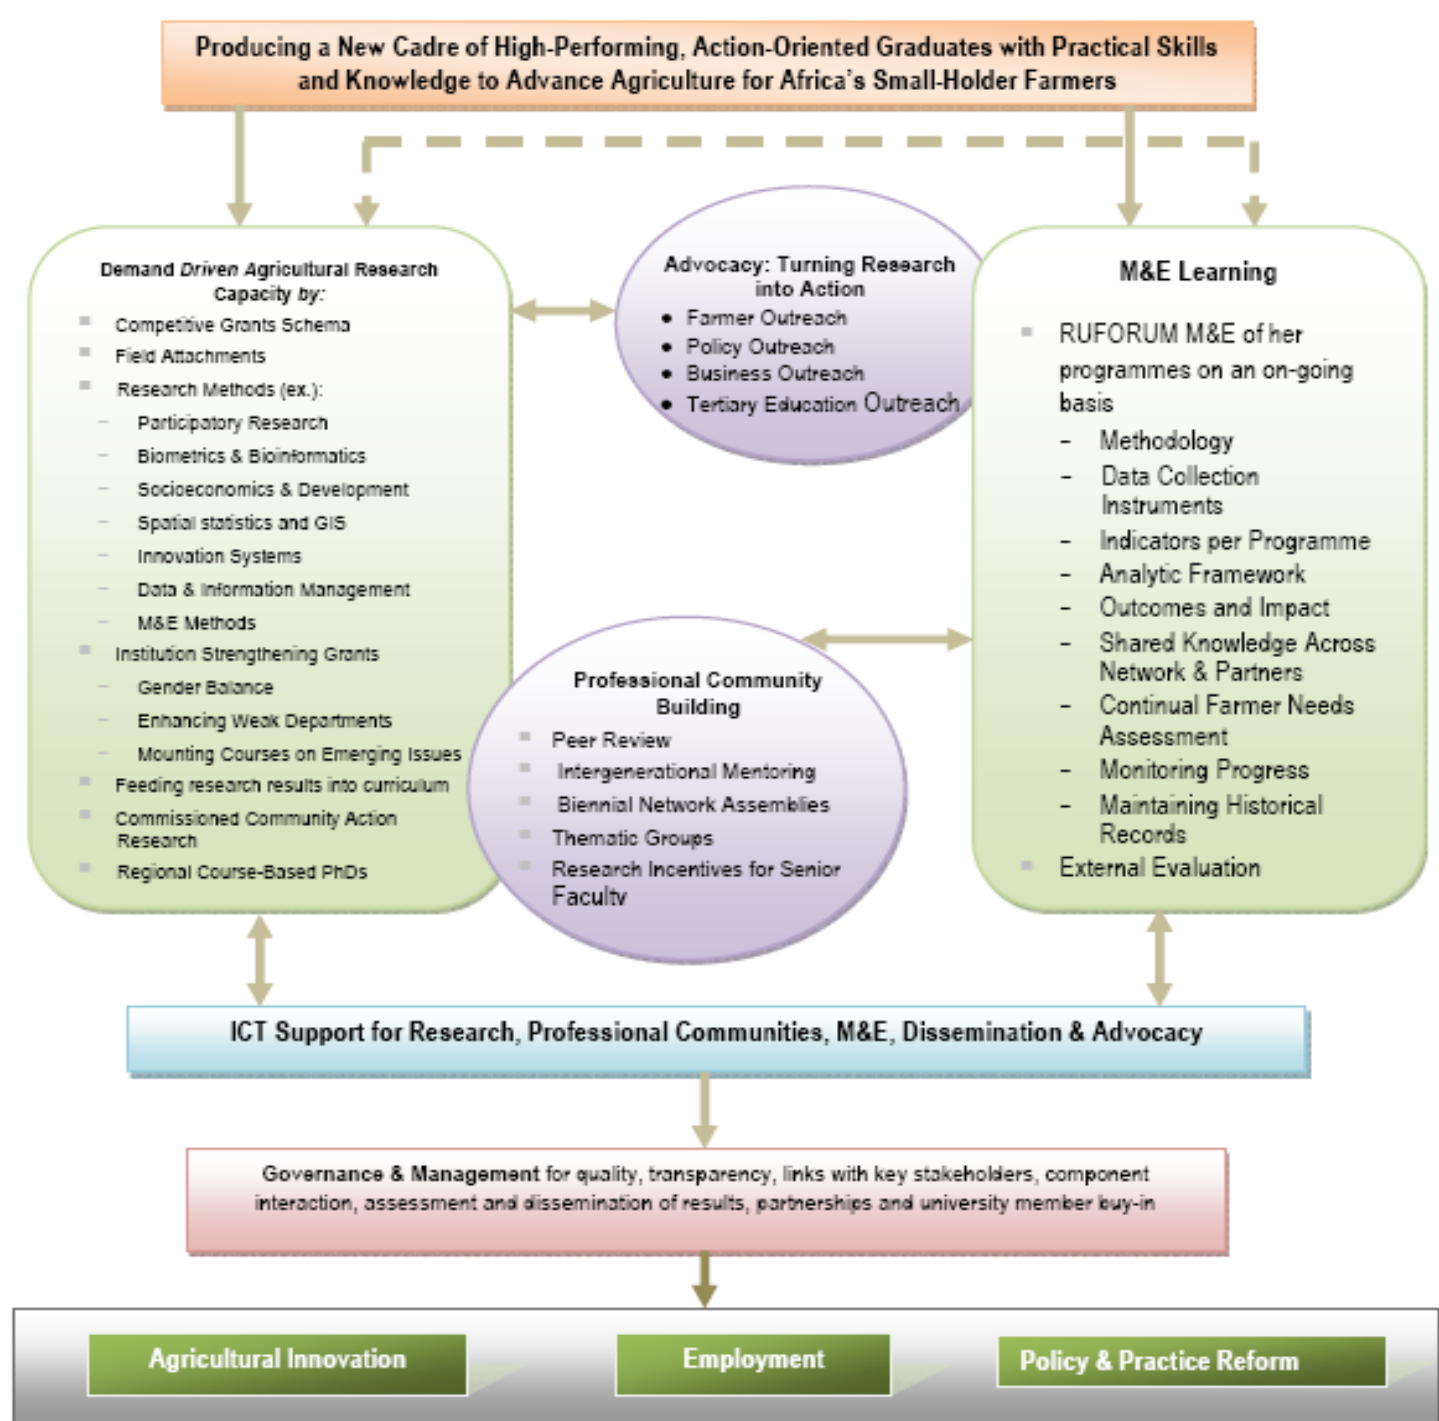 Producing a New Cadre of High-Performing, Action-Oriented Graduates with Practical Skills
and Knowledge to Advance Agriculture for Africa's Small-Holder Farmers
Demand Driven Agricultural Research
Capacity by:
Competitive Grants Schema
Field Attachments
Research Methods (ex.):
– Participatory Research
– Biometrics & Bioinformatics
– Socioeconomics & Development
– Spatial statistics and GIS
– Innovation Systems
– Data & Information Management
– M&E Methods
Institution Strengthening Grants
– Gender Balance
– Enhancing Weak Departments
– Mounting Courses on Emerging Issues
Feeding research results into curriculum
Commissioned Community Action
Research
Regional Course-Based PhDs
Advocacy: Turning Research
into Action
• Farmer Outreach
• Policy Outreach
• Business Outreach
• Tertiary Education Outreach
Professional Community
Building
Peer Review
Intergenerational Mentoring
Biennial Network Assemblies
Thematic Groups
Research Incentives for Senior
Faculty
M&E Learning
RUFORUM M&E of her
programmes on an on-going
basis
– Methodology
– Data Collection
Instruments
– Indicators per Programme
– Analytic Framework
– Outcomes and Impact
– Shared Knowledge Across
Network & Partners
– Continual Farmer Needs
Assessment
– Monitoring Progress
– Maintaining Historical
Records
External Evaluation
ICT Support for Research, Professional Communities, M&E, Dissemination & Advocacy
Governance & Management for quality, transparency, links with key stakeholders, component
interaction, assessment and dissemination of results, partnerships and university member buy-in
Agricultural Innovation
Employment
Policy & Practice Reform